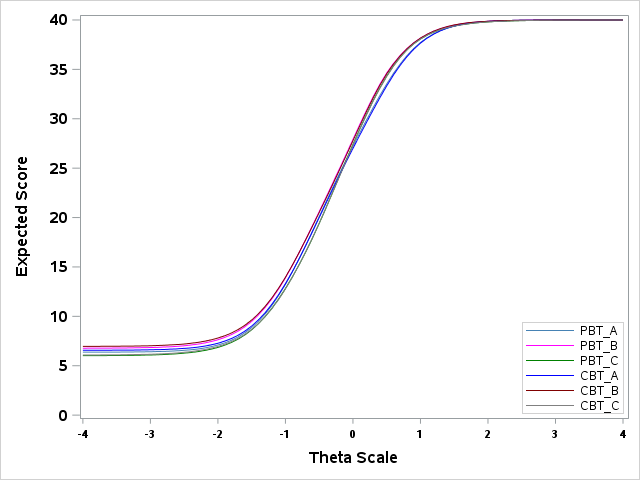 40
35
30
25
20
15
10
5
0
Expected Score
-4 -3 -2 -1 0 1 2 3 4
Theta Scale
PBT_A
PBT_B
PBT_C
CBT_A
CBT_B
CBT_C